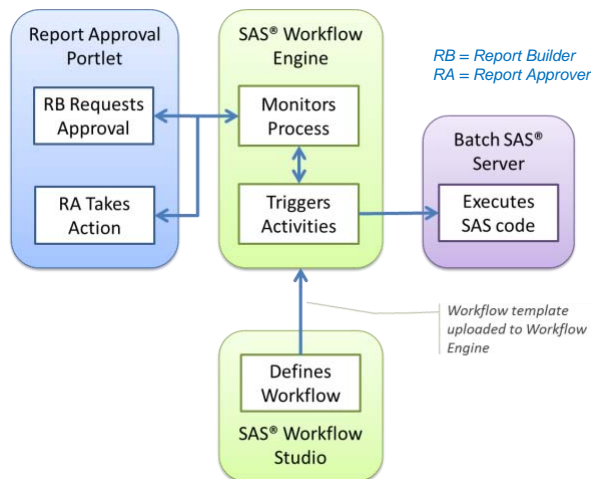 Report Approval
Portlet
RB Requests
Approval
RA Takes
Action
SAS® Workflow
Engine
Monitors
Process
Triggers
Activities
RB = Report Builder
RA = Report Approver
Batch SAS®
Server
Executes
SAS code
Workflow template
uploaded to Workflow
Engine
Defines
Workflow
SAS® Workflow
Studio